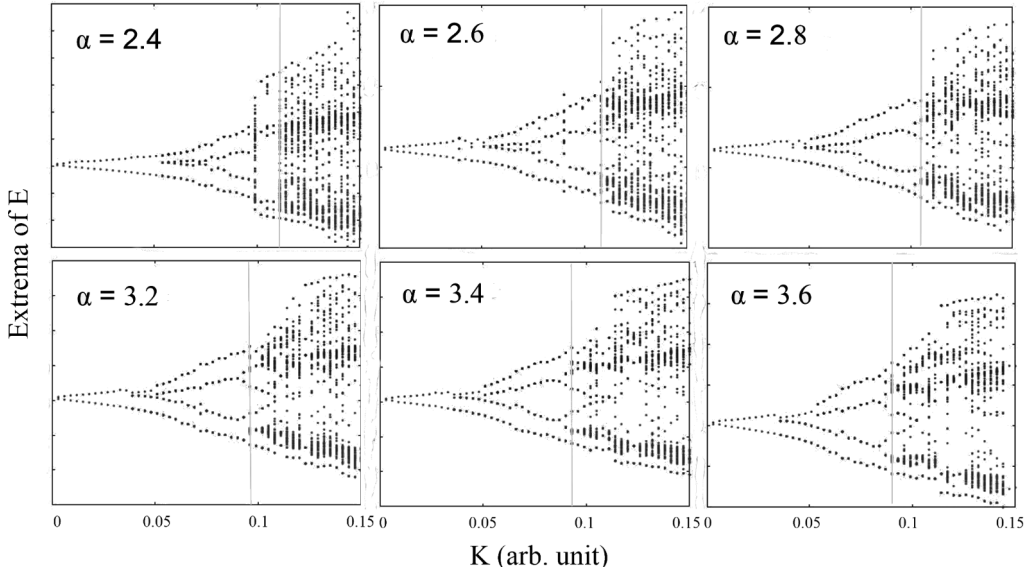 α = 2.4
α = 2.6
α = 2.8
α = 3.2
α = 3.4
α = 3.6
Extrema of E
0 0.05 0.1 0.15
0 0.05 0.1 0.15
0 0.05 0.1 0.15
K (arb. unit)